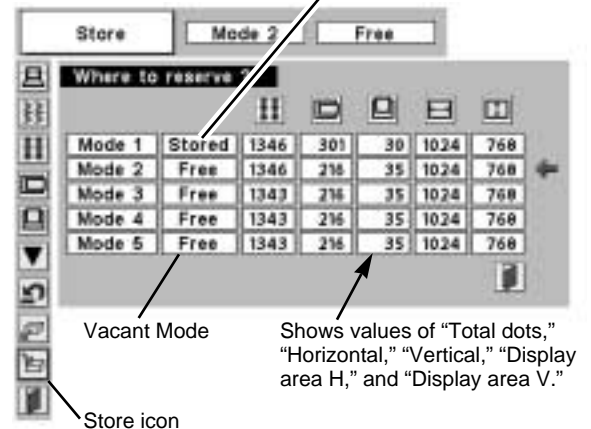 Store Mode 2 Free
Where to reserve ?
Mode 1 Stored 1346 301 30 1024 768
Mode 2 Free 1346 216 35 1024 768
Mode 3 Free 1343 216 35 1024 768
Mode 4 Free 1343 216 35 1024 768
Mode 5 Free 1343 216 35 1024 768
Vacant Mode
Shows values of “Total dots,”
“Horizontal,” “Vertical,” “Display
area H,” and “Display area V.”
Store icon